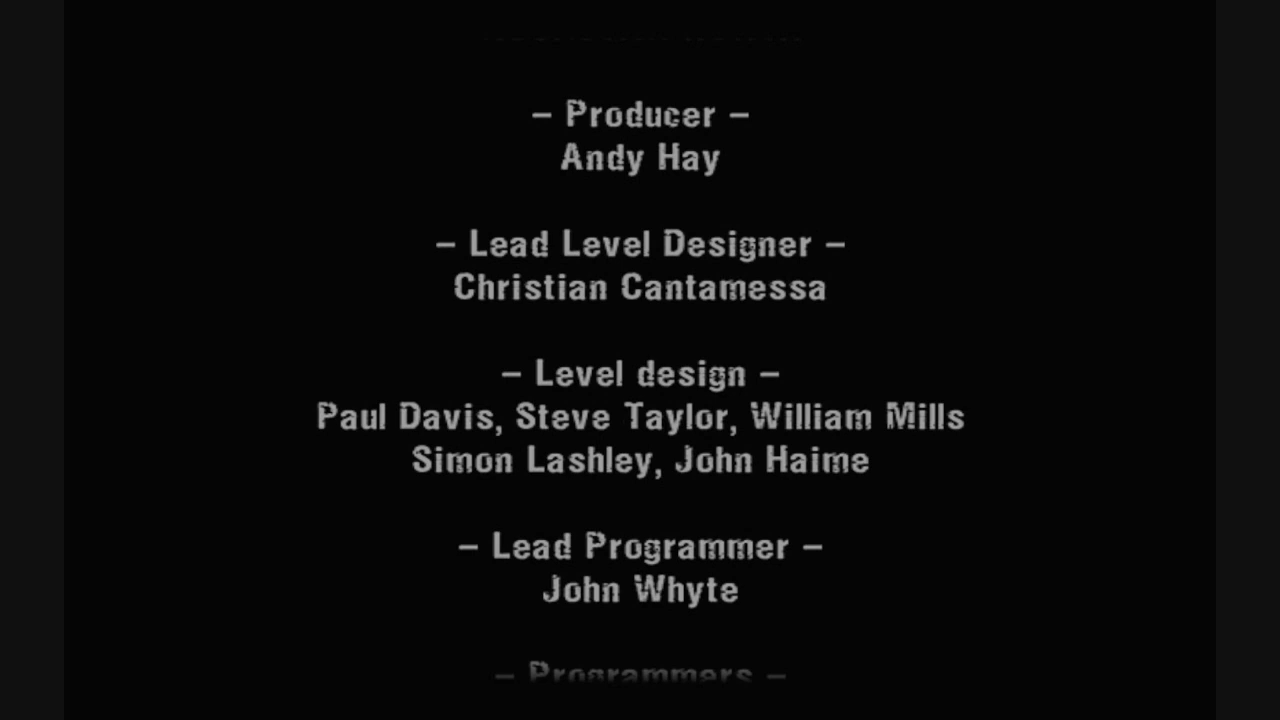 – Producer –
Andy Hay
– Lead Level Designer –
Christian Cantamessa
– Level design –
Paul Davis, Steve Taylor, William Mills
Simon Lashley, John Haime
– Lead Programmer –
John Whyte
– Programmers –